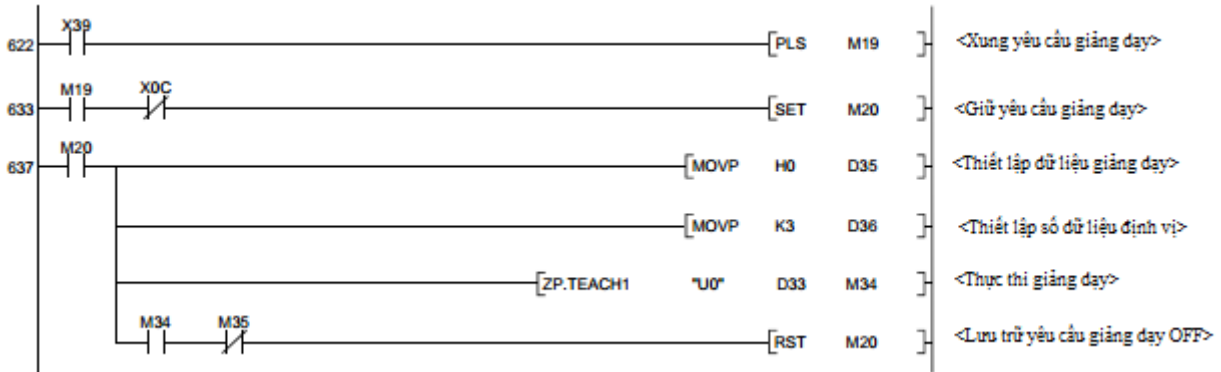 X39
622 PLS M19 <Xung yêu cầu giảng dạy>
M19 X0C
633 SET M20 <Giữ yêu cầu giảng dạy>
M20
637 MOVP H0 D35 <Thiết lập dữ liệu giảng dạy>
MOVP K3 D36 <Thiết lập số dữ liệu định vị>
ZP.TEACH1 "U0" D33 M34 <Thực thi giảng dạy>
M34 M35
RST M20 <Lưu trữ yêu cầu giảng dạy OFF>